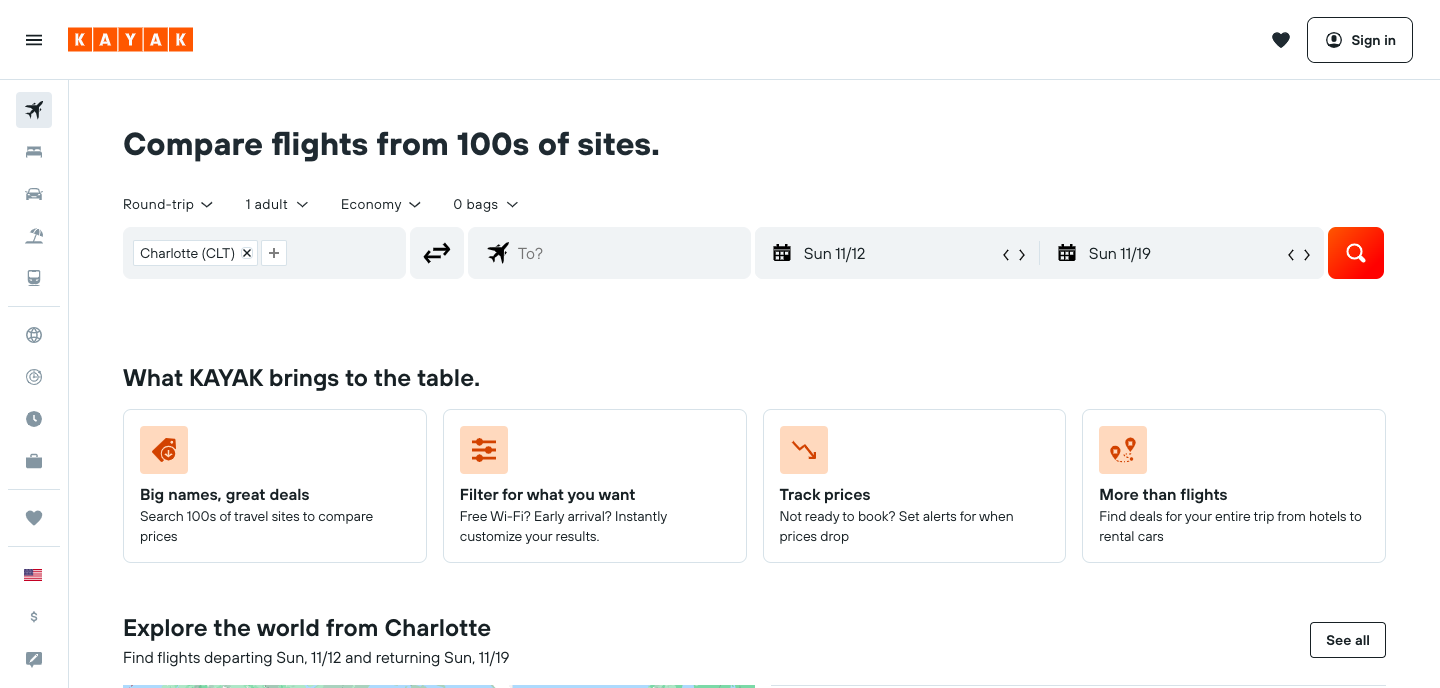 KAYAK
Sign in
Compare flights from 100s of sites.
Round-trip
1 adult
Economy
0 bags
Charlotte (CLT)
To?
Sun 11/12
Sun 11/19
What KAYAK brings to the table.
Big names, great deals
Search 100s of travel sites to compare
prices
Filter for what you want
Free Wi-Fi? Early arrival? Instantly
customize your results.
Track prices
Not ready to book? Set alerts for when
prices drop
More than flights
Find deals for your entire trip from hotels to
rental cars
$
Explore the world from Charlotte
Find flights departing Sun, 11/12 and returning Sun, 11/19
See all